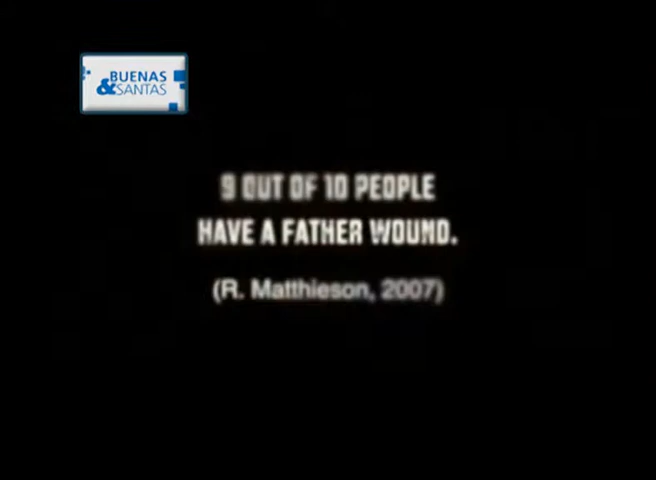 BUENAS
&SANTAS
9 OUT OF 10 PEOPLE
HAVE A FATHER WOUND.
(R. Matthieson, 2007)